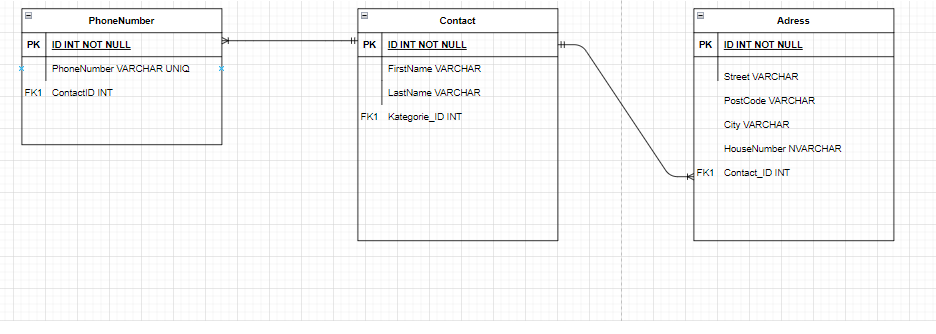 PhoneNumber
PK ID INT NOT NULL
PhoneNumber VARCHAR UNIQ
FK1 ContactID INT
Contact
PK ID INT NOT NULL
FirstName VARCHAR
LastName VARCHAR
FK1 Kategorie_ID INT
Adress
PK ID INT NOT NULL
Street VARCHAR
PostCode VARCHAR
City VARCHAR
HouseNumber NVARCHAR
FK1 Contact_ID INT